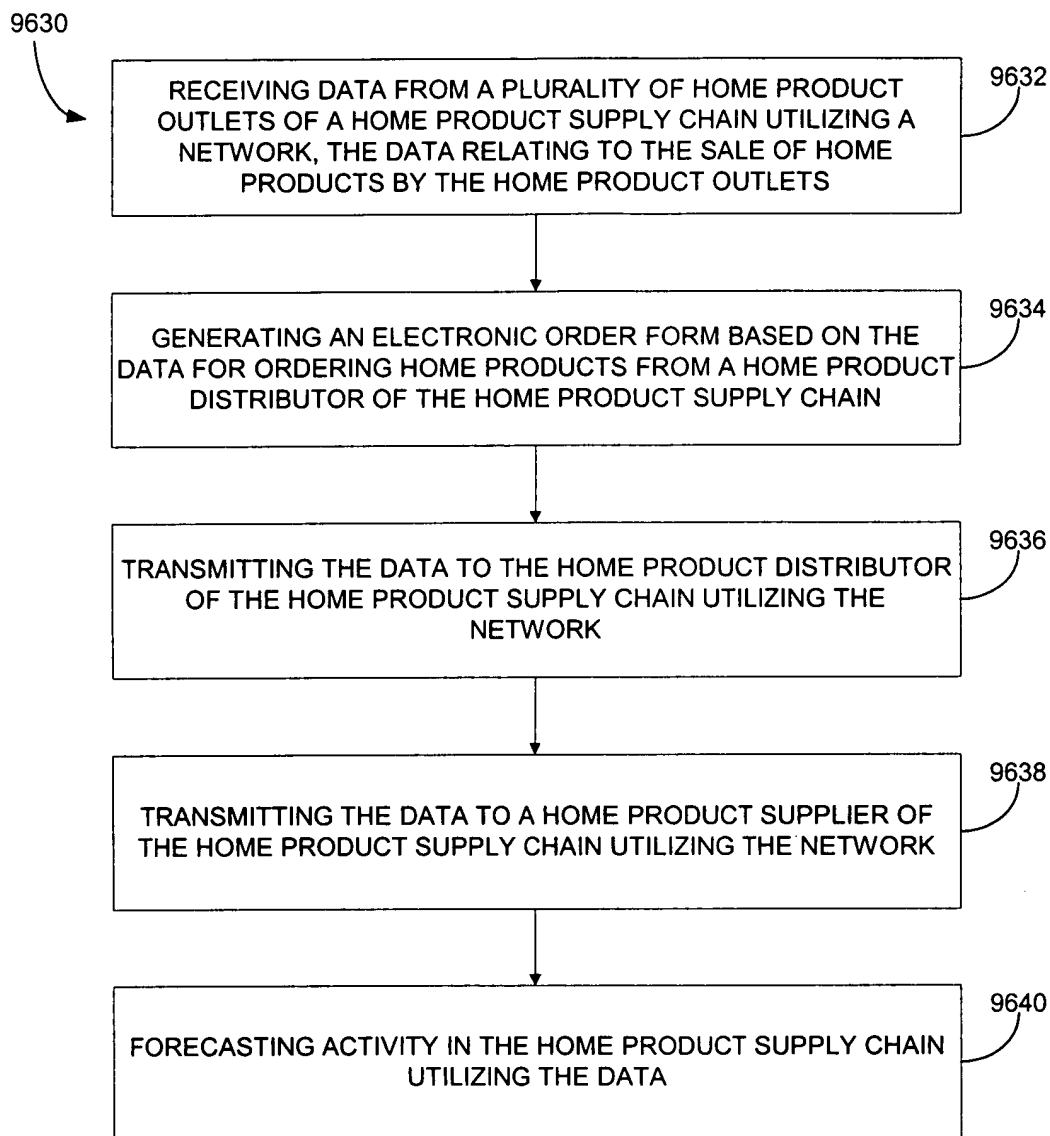 9630
9632
RECEIVING DATA FROM A PLURALITY OF HOME PRODUCT
OUTLETS OF A HOME PRODUCT SUPPLY CHAIN UTILIZING A
NETWORK, THE DATA RELATING TO THE SALE OF HOME
PRODUCTS BY THE HOME PRODUCT OUTLETS
9634
GENERATING AN ELECTRONIC ORDER FORM BASED ON THE
DATA FOR ORDERING HOME PRODUCTS FROM A HOME PRODUCT
DISTRIBUTOR OF THE HOME PRODUCT SUPPLY CHAIN
9636
TRANSMITTING THE DATA TO THE HOME PRODUCT DISTRIBUTOR
OF THE HOME PRODUCT SUPPLY CHAIN UTILIZING THE
NETWORK
9638
TRANSMITTING THE DATA TO A HOME PRODUCT SUPPLIER OF
THE HOME PRODUCT SUPPLY CHAIN UTILIZING THE NETWORK
9640
FORECASTING ACTIVITY IN THE HOME PRODUCT SUPPLY CHAIN
UTILIZING THE DATA